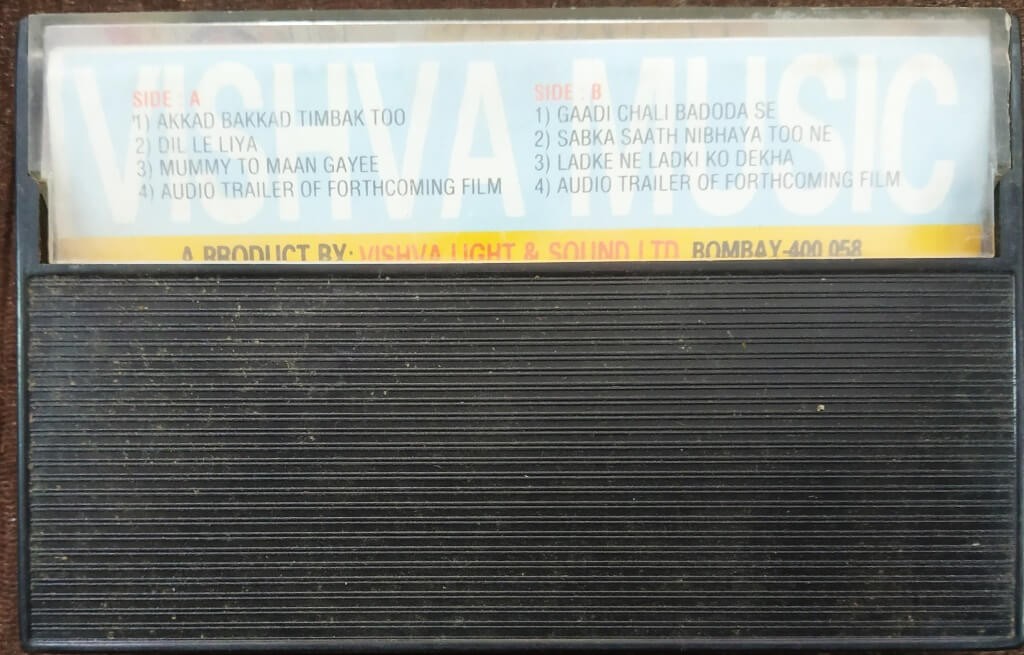 VISHVA MUSIC
SIDE : A
1) AKKAD BAKKAD TIMBAK TOO
2) DIL LE LIYA
3) MUMMY TO MAAN GAYEE
4) AUDIO TRAILER OF FORTHCOMING FILM
SIDE : B
1) GAADI CHALI BADODA SE
2) SABKA SAATH NIBHAYA TOO NE
3) LADKE NE LADKI KO DEKHA
4) AUDIO TRAILER OF FORTHCOMING FILM
A PRODUCT BY: VISHVA LIGHT & SOUND LTD. BOMBAY-400 058